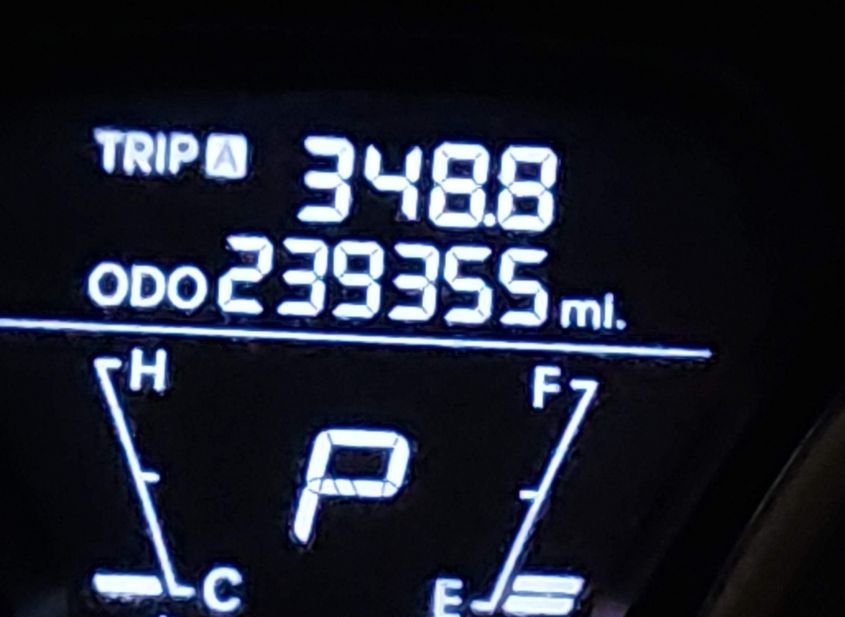 TRIP A 348.8
ODO 239355 mi.
H F
P
C E